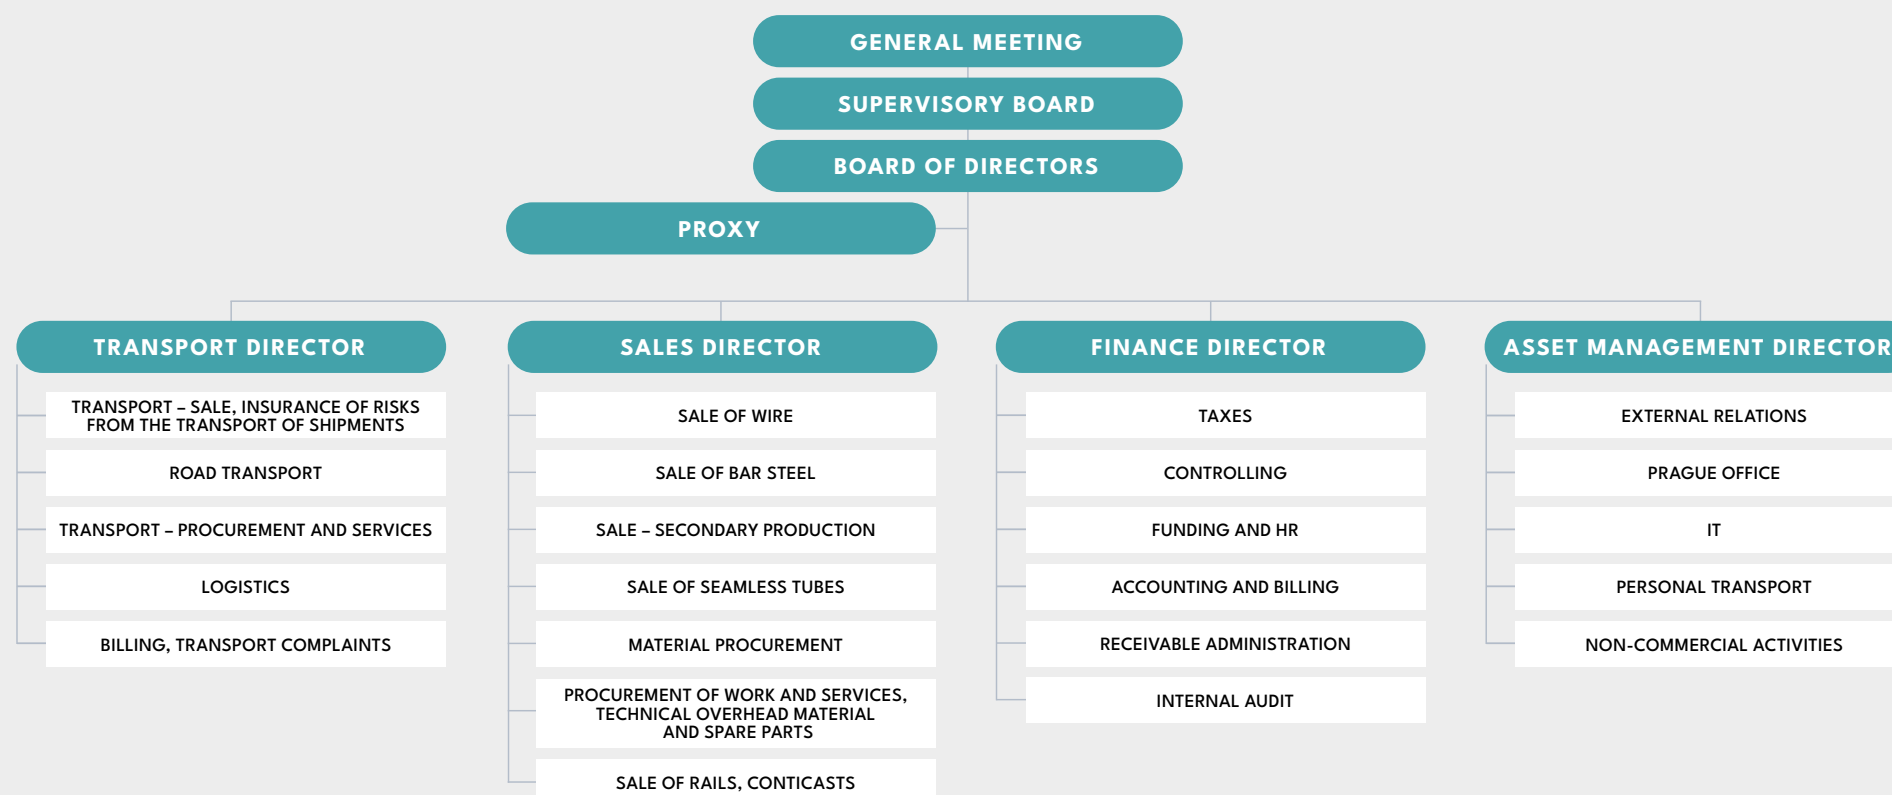 GENERAL MEETING
SUPERVISORY BOARD
BOARD OF DIRECTORS
PROXY
TRANSPORT DIRECTOR
TRANSPORT – SALE, INSURANCE OF RISKS
FROM THE TRANSPORT OF SHIPMENTS
ROAD TRANSPORT
TRANSPORT – PROCUREMENT AND SERVICES
LOGISTICS
BILLING, TRANSPORT COMPLAINTS
SALES DIRECTOR
SALE OF WIRE
SALE OF BAR STEEL
SALE – SECONDARY PRODUCTION
SALE OF SEAMLESS TUBES
MATERIAL PROCUREMENT
PROCUREMENT OF WORK AND SERVICES,
TECHNICAL OVERHEAD MATERIAL
AND SPARE PARTS
SALE OF RAILS, CONTICASTS
FINANCE DIRECTOR
TAXES
CONTROLLING
FUNDING AND HR
ACCOUNTING AND BILLING
RECEIVABLE ADMINISTRATION
INTERNAL AUDIT
ASSET MANAGEMENT DIRECTOR
EXTERNAL RELATIONS
PRAGUE OFFICE
IT
PERSONAL TRANSPORT
NON-COMMERCIAL ACTIVITIES